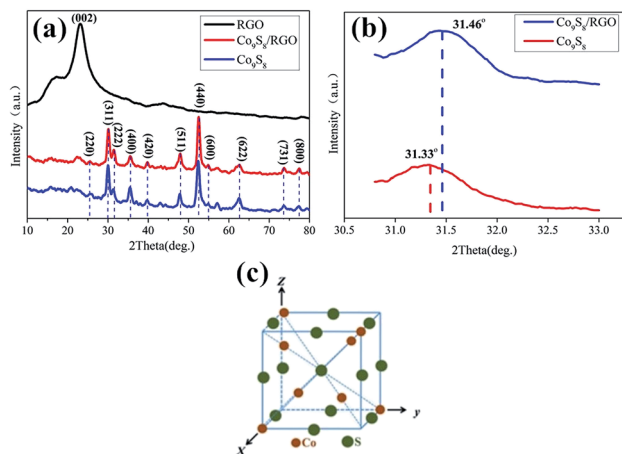 (a)
(002)
RGO
Co₉S₈/RGO
Co₉S₈
Intensity (a.u.)
(220)
(311)
(222)
(400)
(420)
(511)
(440)
(600)
(622)
(731)
(800)
10 20 30 40 50 60 70 80
2Theta(deg.)
(b)
31.46°
Co₉S₈/RGO
Co₉S₈
Intensity (a.u.)
31.33°
30.5 31.0 31.5 32.0 32.5 33.0
2Theta(deg.)
(c)
Z
y
X
Co S